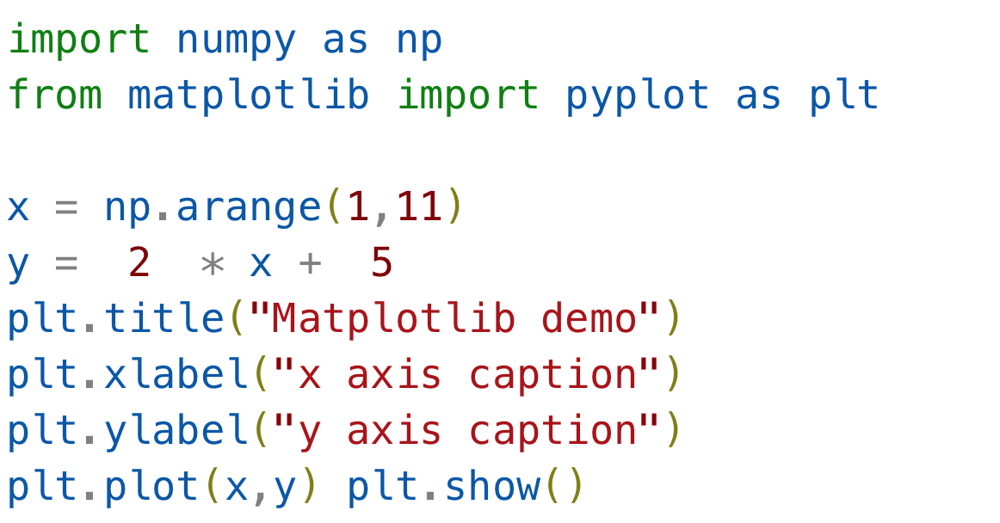 import numpy as np
from matplotlib import pyplot as plt

x = np.arange(1,11)
y =  2  * x +  5
plt.title("Matplotlib demo")
plt.xlabel("x axis caption")
plt.ylabel("y axis caption")
plt.plot(x,y) plt.show()